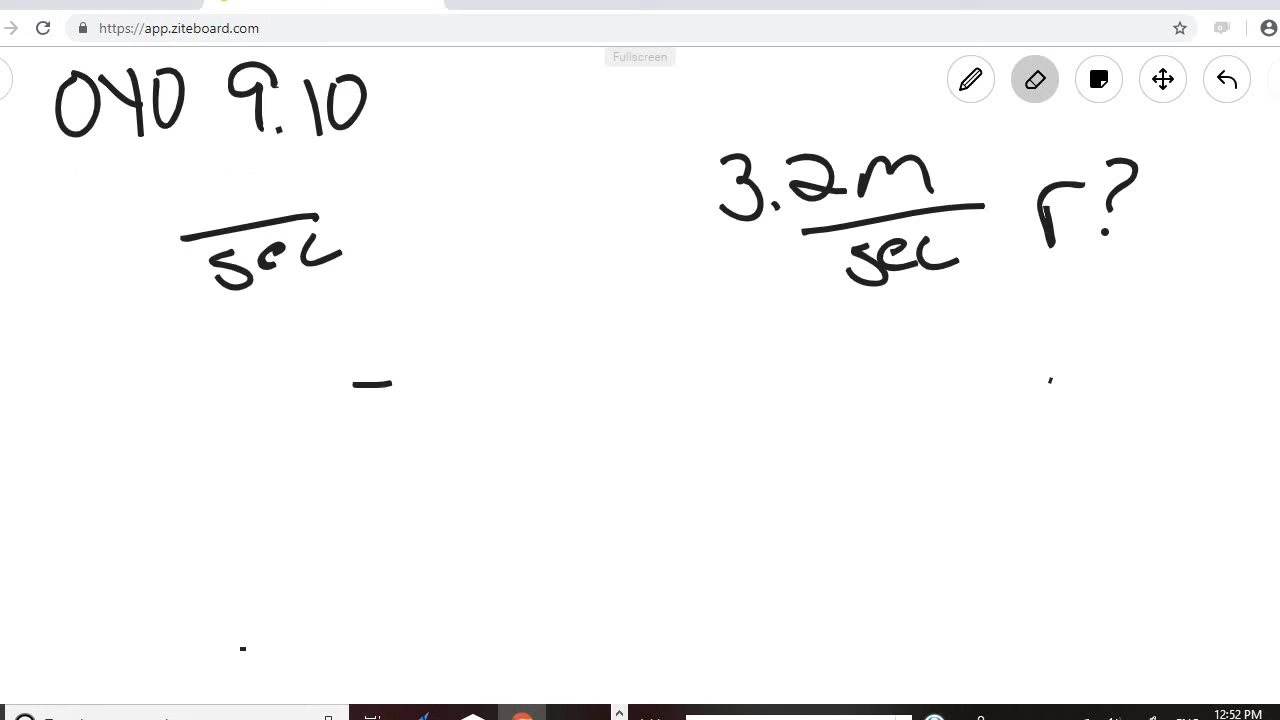 https://app.ziteboard.com
Fullscreen
OYO 9.10
3.2m r?
sec
sec
12:52 PM